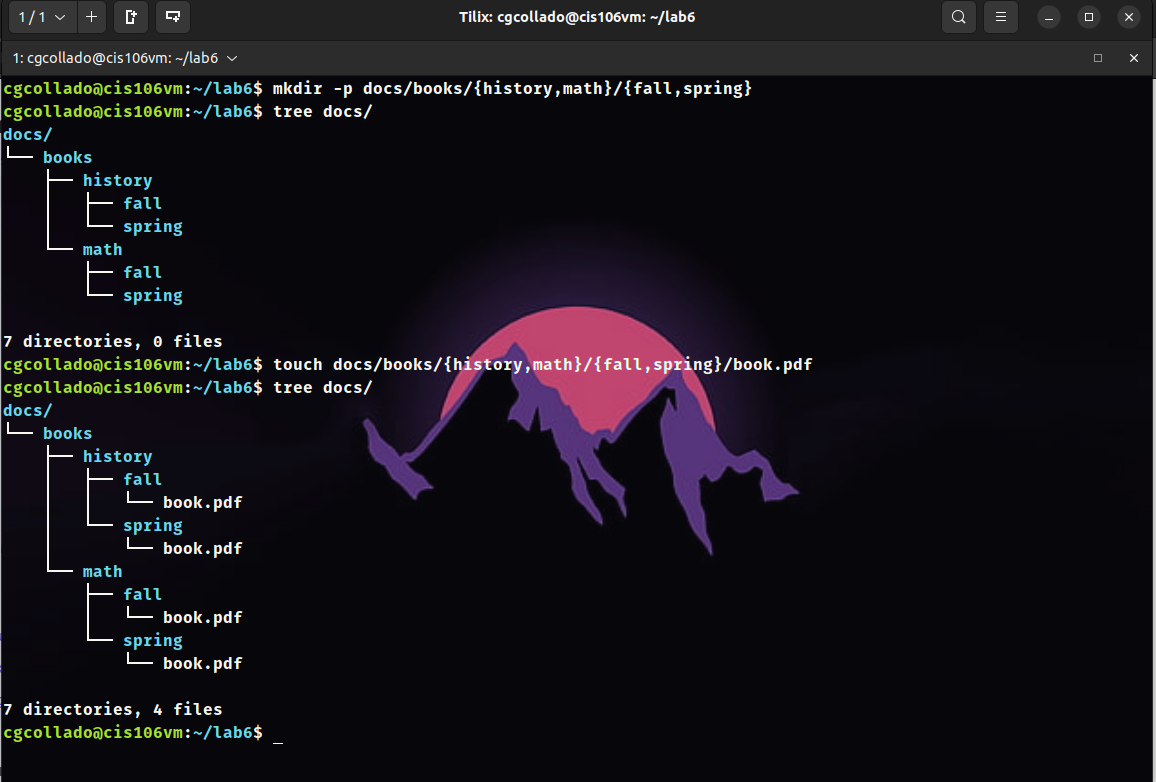 1 / 1
Tilix: cgcollado@cis106vm: ~/lab6
1: cgcollado@cis106vm: ~/lab6
cgcollado@cis106vm:~/lab6$ mkdir -p docs/books/{history,math}/{fall,spring}
cgcollado@cis106vm:~/lab6$ tree docs/
docs/
└── books
    ├── history
    │   ├── fall
    │   └── spring
    └── math
        ├── fall
        └── spring

7 directories, 0 files
cgcollado@cis106vm:~/lab6$ touch docs/books/{history,math}/{fall,spring}/book.pdf
cgcollado@cis106vm:~/lab6$ tree docs/
docs/
└── books
    ├── history
    │   ├── fall
    │   │   └── book.pdf
    │   └── spring
    │       └── book.pdf
    └── math
        ├── fall
        │   └── book.pdf
        └── spring
            └── book.pdf

7 directories, 4 files
cgcollado@cis106vm:~/lab6$ _